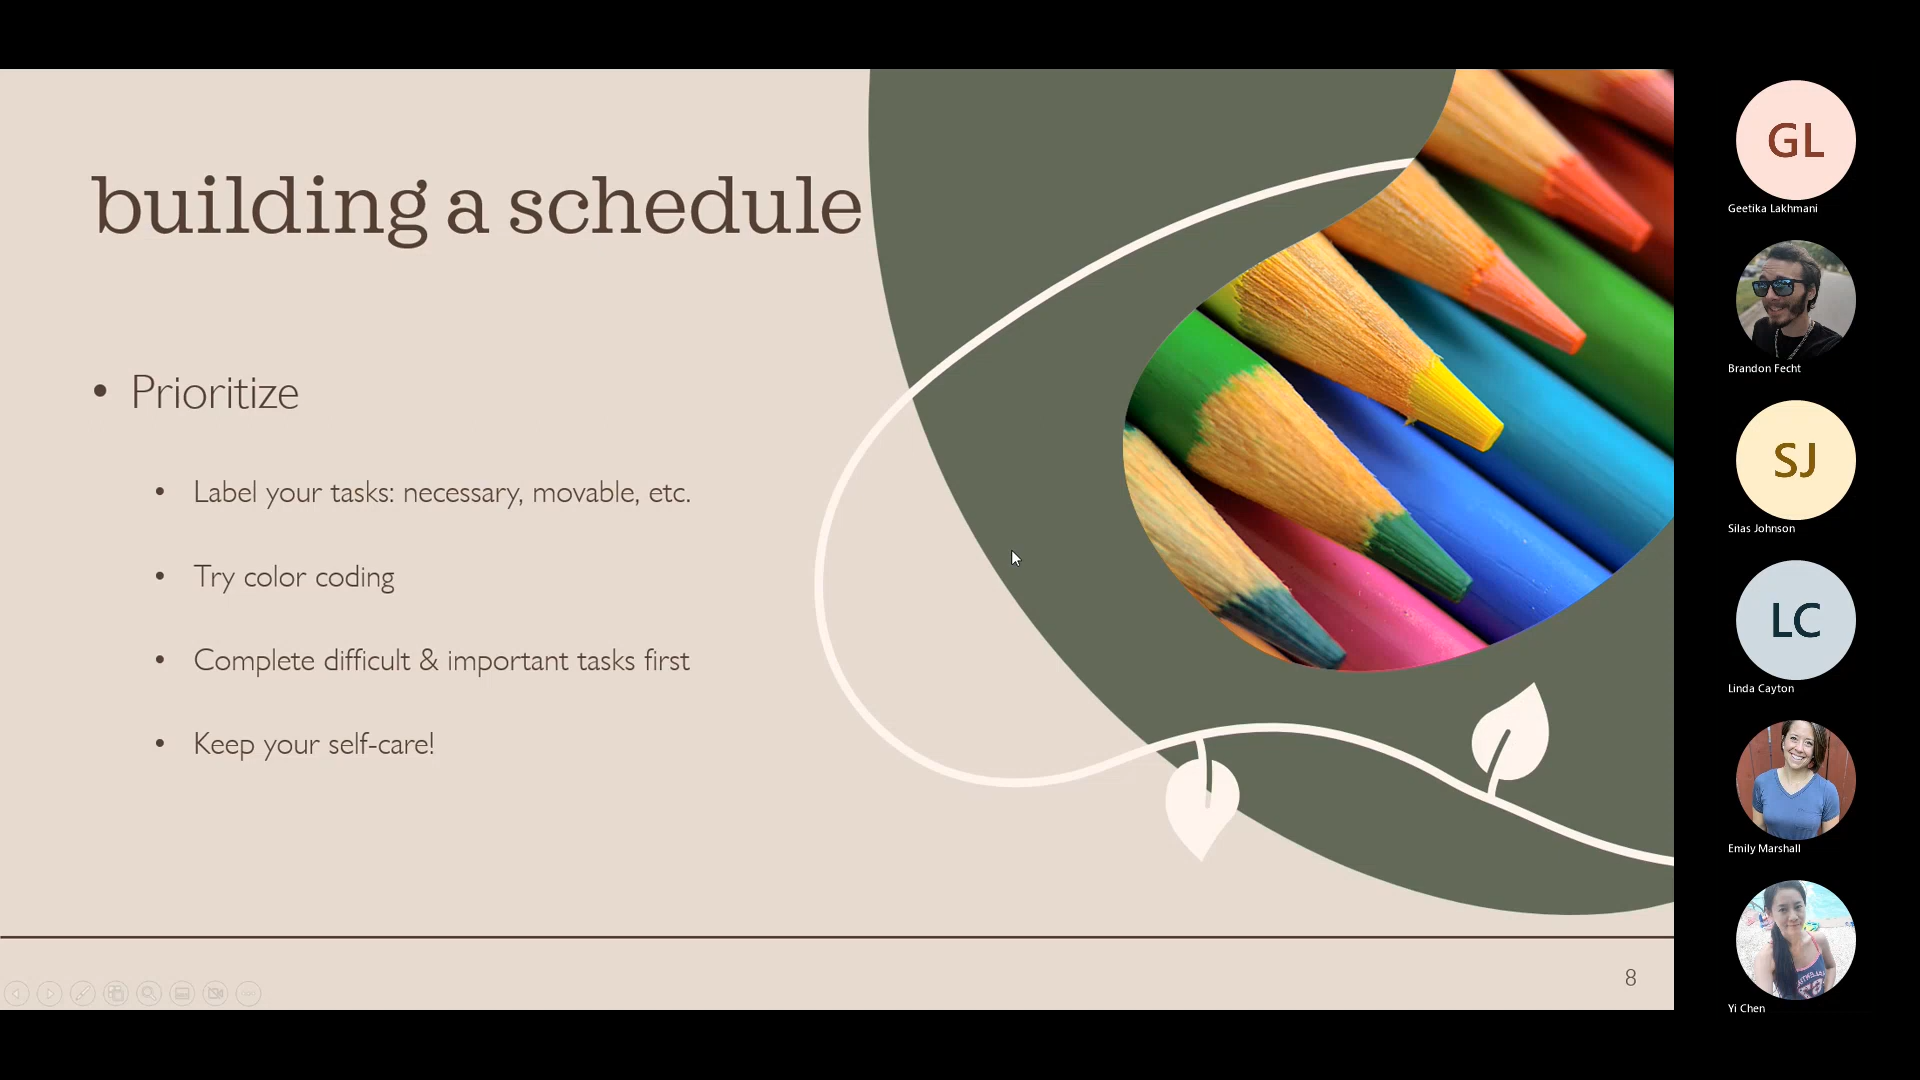 building a schedule
• Prioritize
• Label your tasks: necessary, movable, etc.
• Try color coding
• Complete difficult & important tasks first
• Keep your self-care!
8
GL
Geetika Lakhmani
Brandon Fecht
SJ
Silas Johnson
LC
Linda Cayton
Emily Marshall
Yi Chen